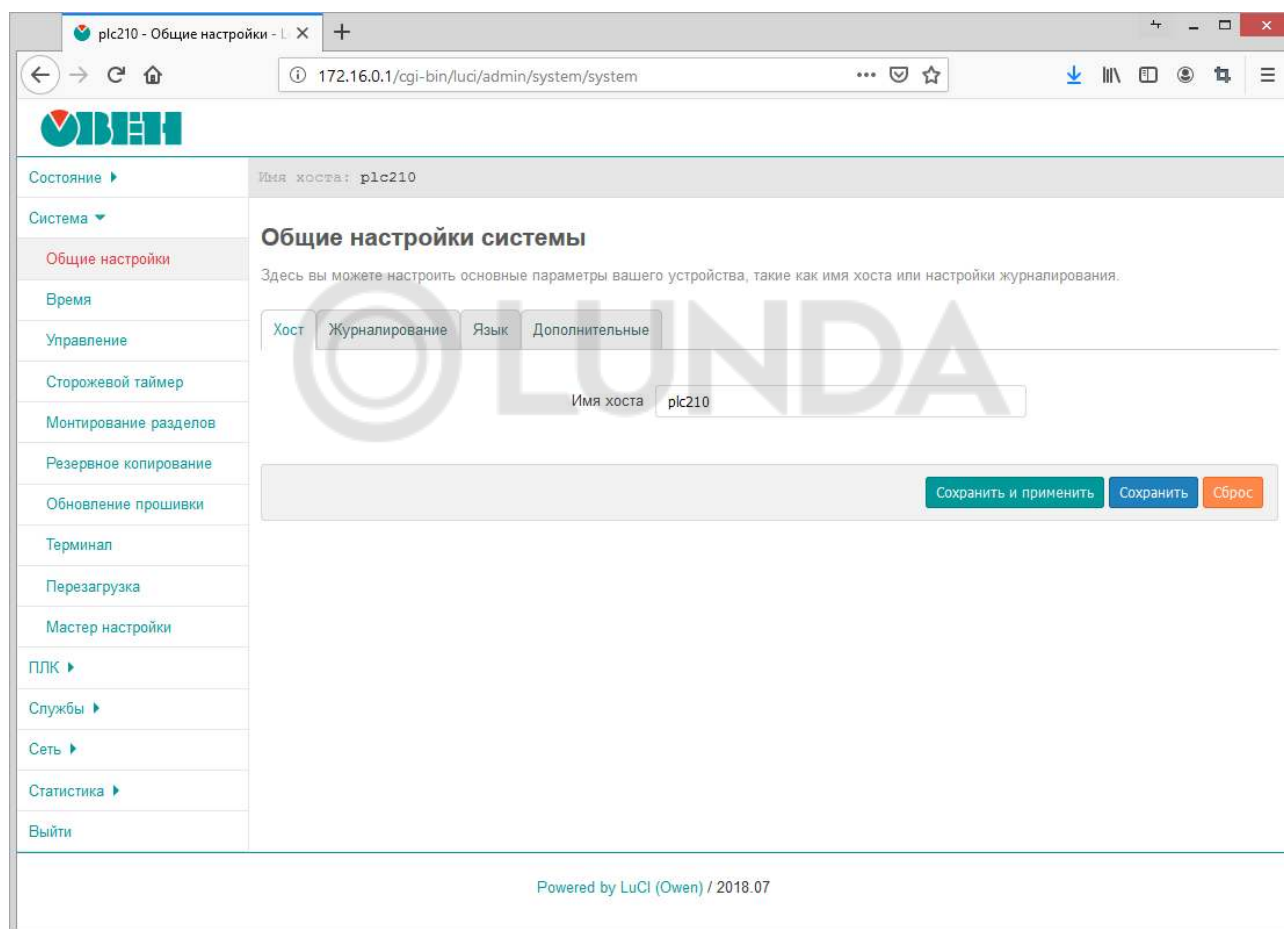 plc210 - Общие настройки - L
172.16.0.1/cgi-bin/luci/admin/system/system
ОВЕН
Состояние
Имя хоста: plc210
Система
Общие настройки
Время
Управление
Сторожевой таймер
Монтирование разделов
Резервное копирование
Обновление прошивки
Терминал
Перезагрузка
Мастер настройки
ПЛК
Службы
Сеть
Статистика
Выйти
Общие настройки системы
Здесь вы можете настроить основные параметры вашего устройства, такие как имя хоста или настройки журналирования.
Хост Журналирование Язык Дополнительные
LUNDA
Имя хоста plc210
Сохранить и применить Сохранить Сброс
Powered by LuCI (Owen) / 2018.07